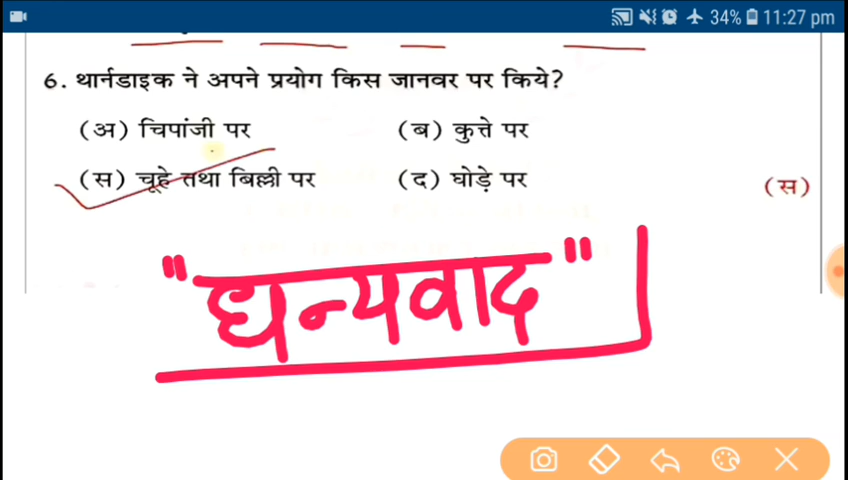 34% 11:27 pm
6. थार्नडाइक ने अपने प्रयोग किस जानवर पर किये?
(अ) चिपांजी पर (ब) कुत्ते पर
(स) चूहे तथा बिल्ली पर (द) घोड़े पर (स)
"धन्यवाद"